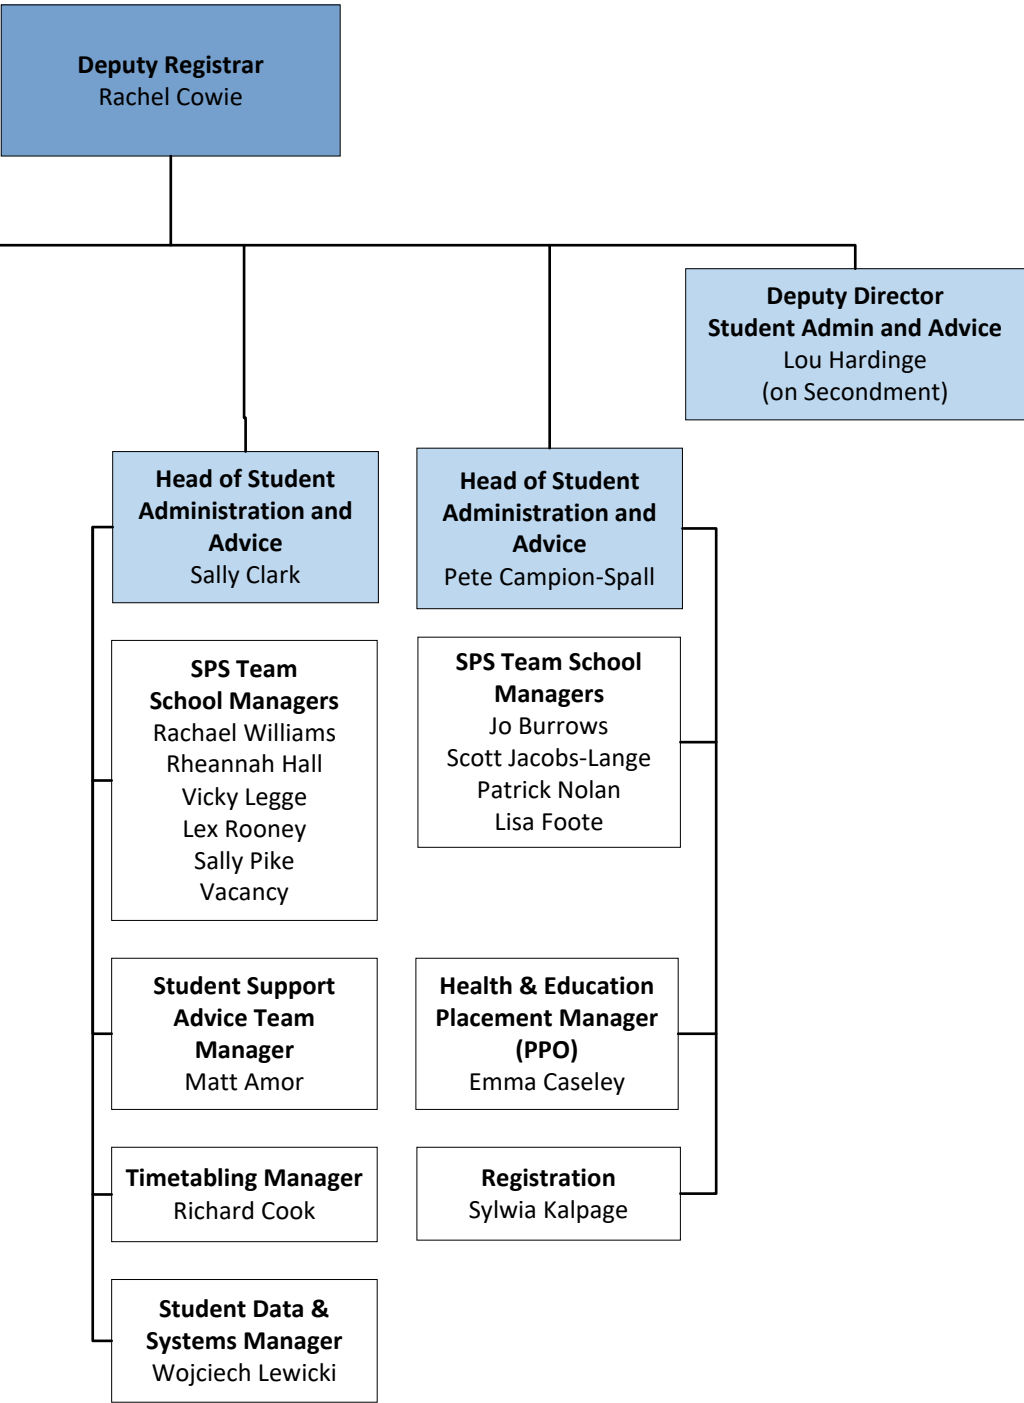 Deputy Registrar
Rachel Cowie
Deputy Director
Student Admin and Advice
Lou Hardinge
(on Secondment)
Head of Student
Administration and
Advice
Sally Clark
Head of Student
Administration and
Advice
Pete Campion-Spall
SPS Team
School Managers
Rachael Williams
Rheannah Hall
Vicky Legge
Lex Rooney
Sally Pike
Vacancy
SPS Team School
Managers
Jo Burrows
Scott Jacobs-Lange
Patrick Nolan
Lisa Foote
Student Support
Advice Team
Manager
Matt Amor
Health & Education
Placement Manager
(PPO)
Emma Caseley
Timetabling Manager
Richard Cook
Registration
Sylwia Kalpage
Student Data &
Systems Manager
Wojciech Lewicki